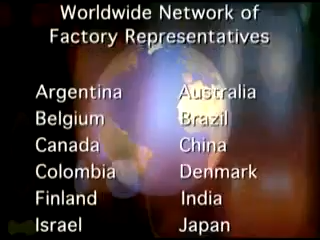 Worldwide Network of
Factory Representatives
Argentina Australia
Belgium Brazil
Canada China
Colombia Denmark
Finland India
Israel Japan